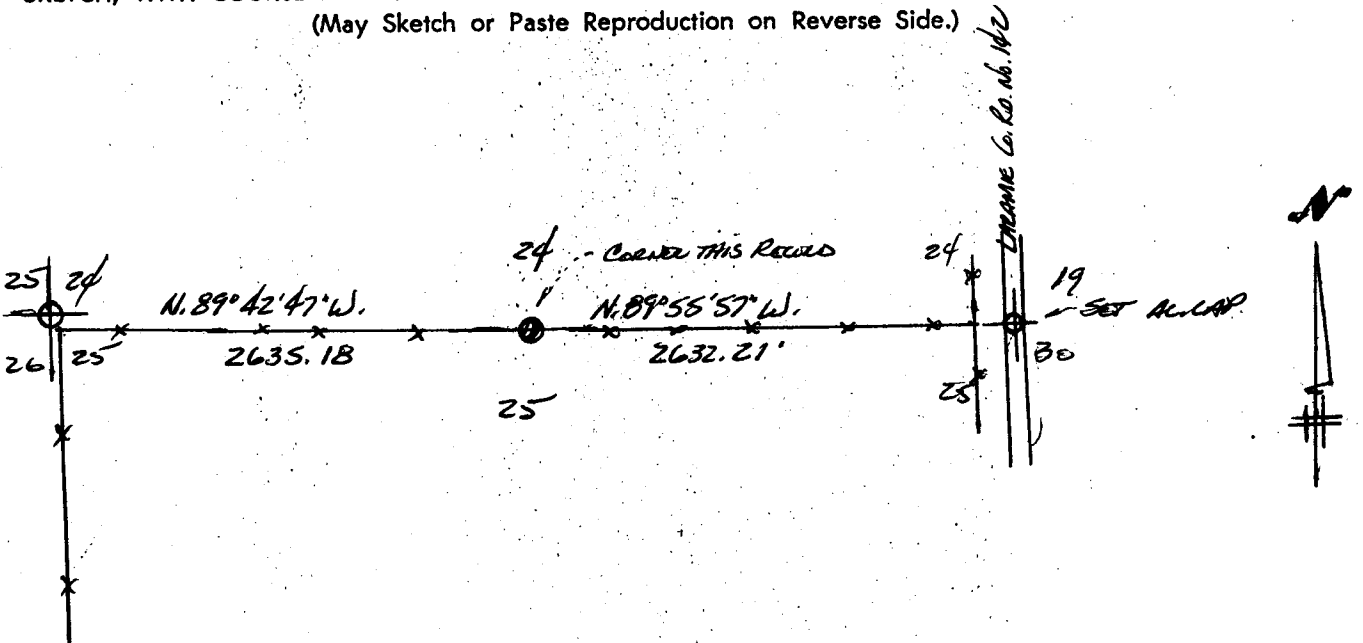 (May Sketch or Paste Reproduction on Reverse Side.)
LARAMIE Co. Rd. No. 142
N
24 - CORNER THIS RECORD
24
19
25 24
N. 89° 42' 47" W.
N. 89° 55' 57" W.
SET AL. CAP.
26 25
2635.18
2632.21'
30
25
25